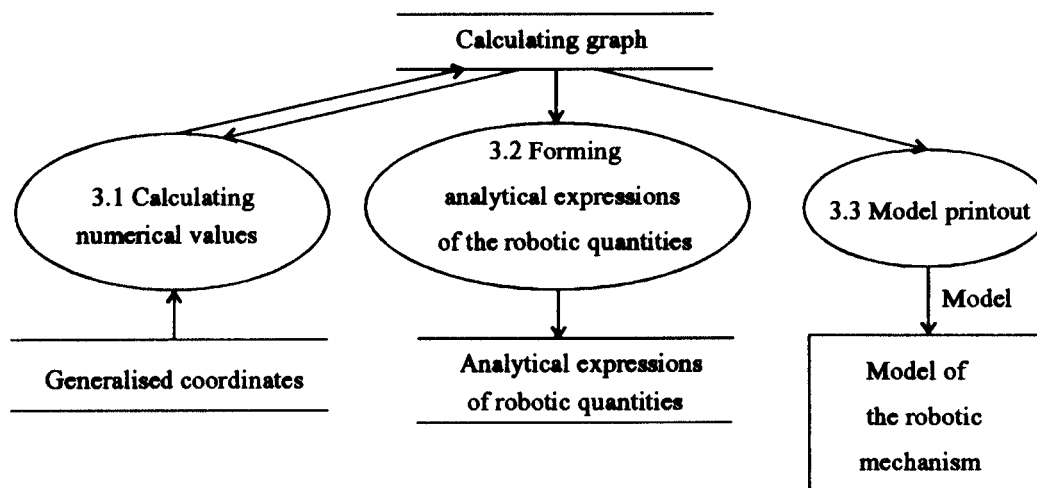 Calculating graph
3.1 Calculating
numerical values
3.2 Forming
analytical expressions
of the robotic quantities
3.3 Model printout
Model
Generalised coordinates
Analytical expressions
of robotic quantities
Model of
the robotic
mechanism